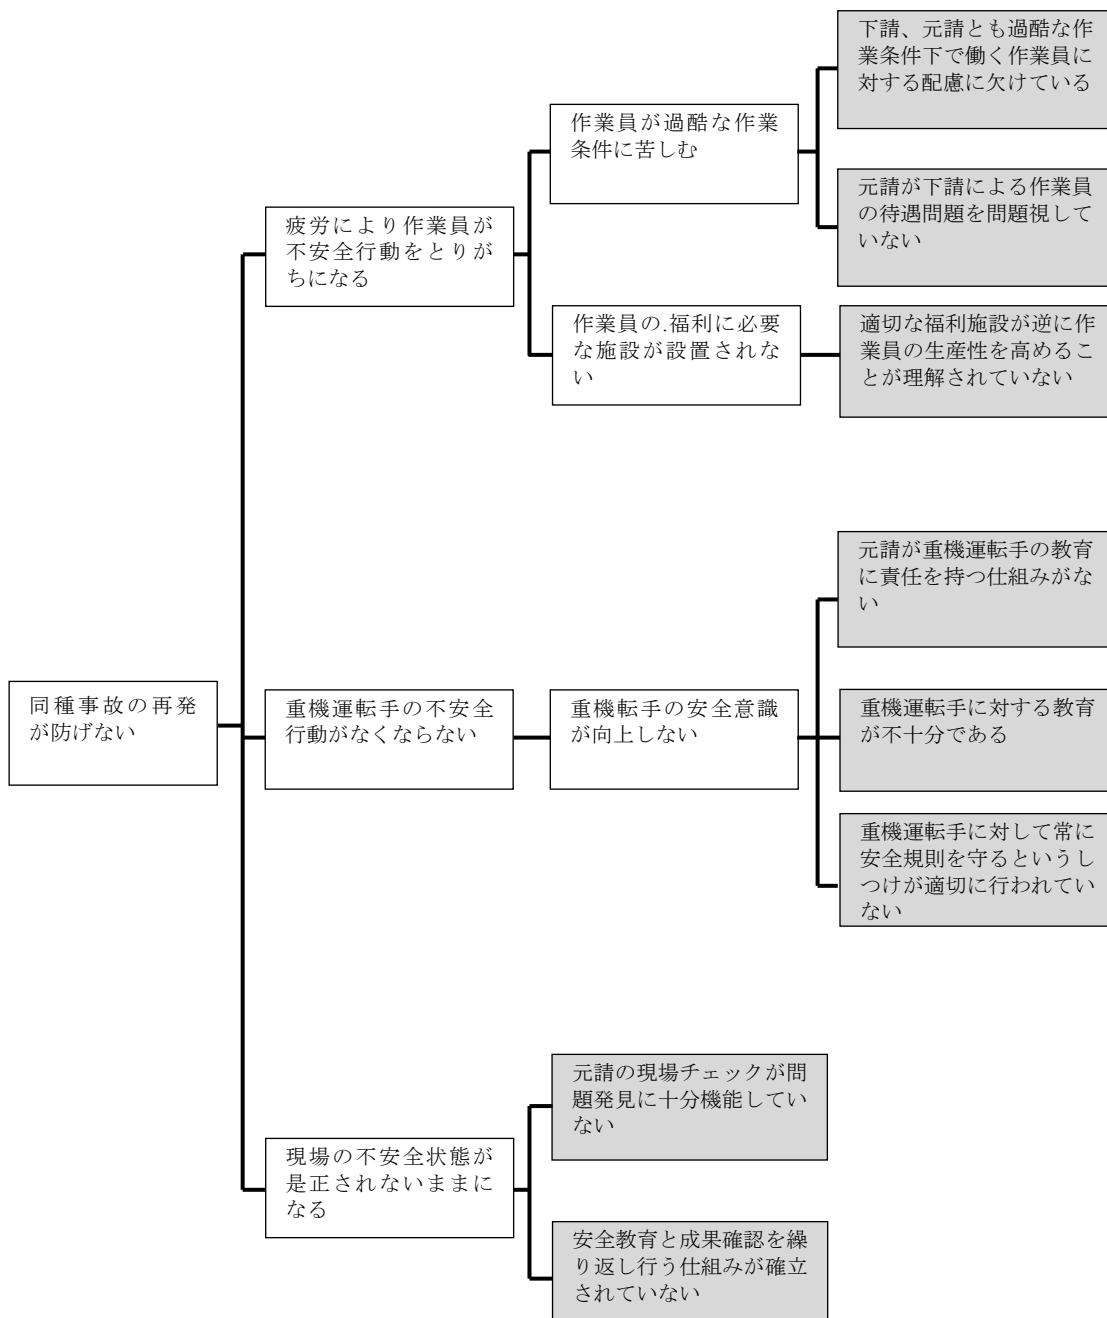 下請、元請とも過酷な作
業条件下で働く作業員に
対する配慮に欠けている
作業員が過酷な作業
条件に苦しむ
元請が下請による作業員
の待遇問題を問題視して
いない
疲労により作業員が
不安全行動をとりが
ちになる
作業員の.福利に必要
な施設が設置されな
い
適切な福利施設が逆に作
業員の生産性を高めるこ
とが理解されていない
元請が重機運転手の教育
に責任を持つ仕組みがな
い
同種事故の再発
が防げない
重機運転手の不安全
行動がなくならない
重機転手の安全意識
が向上しない
重機運転手に対する教育
が不十分である
重機運転手に対して常に
安全規則を守るというし
つけが適切に行われてい
ない
元請の現場チェックが問
題発見に十分機能してい
ない
現場の不安全状態が
是正されないままに
なる
安全教育と成果確認を繰
り返し行う仕組みが確立
されていない